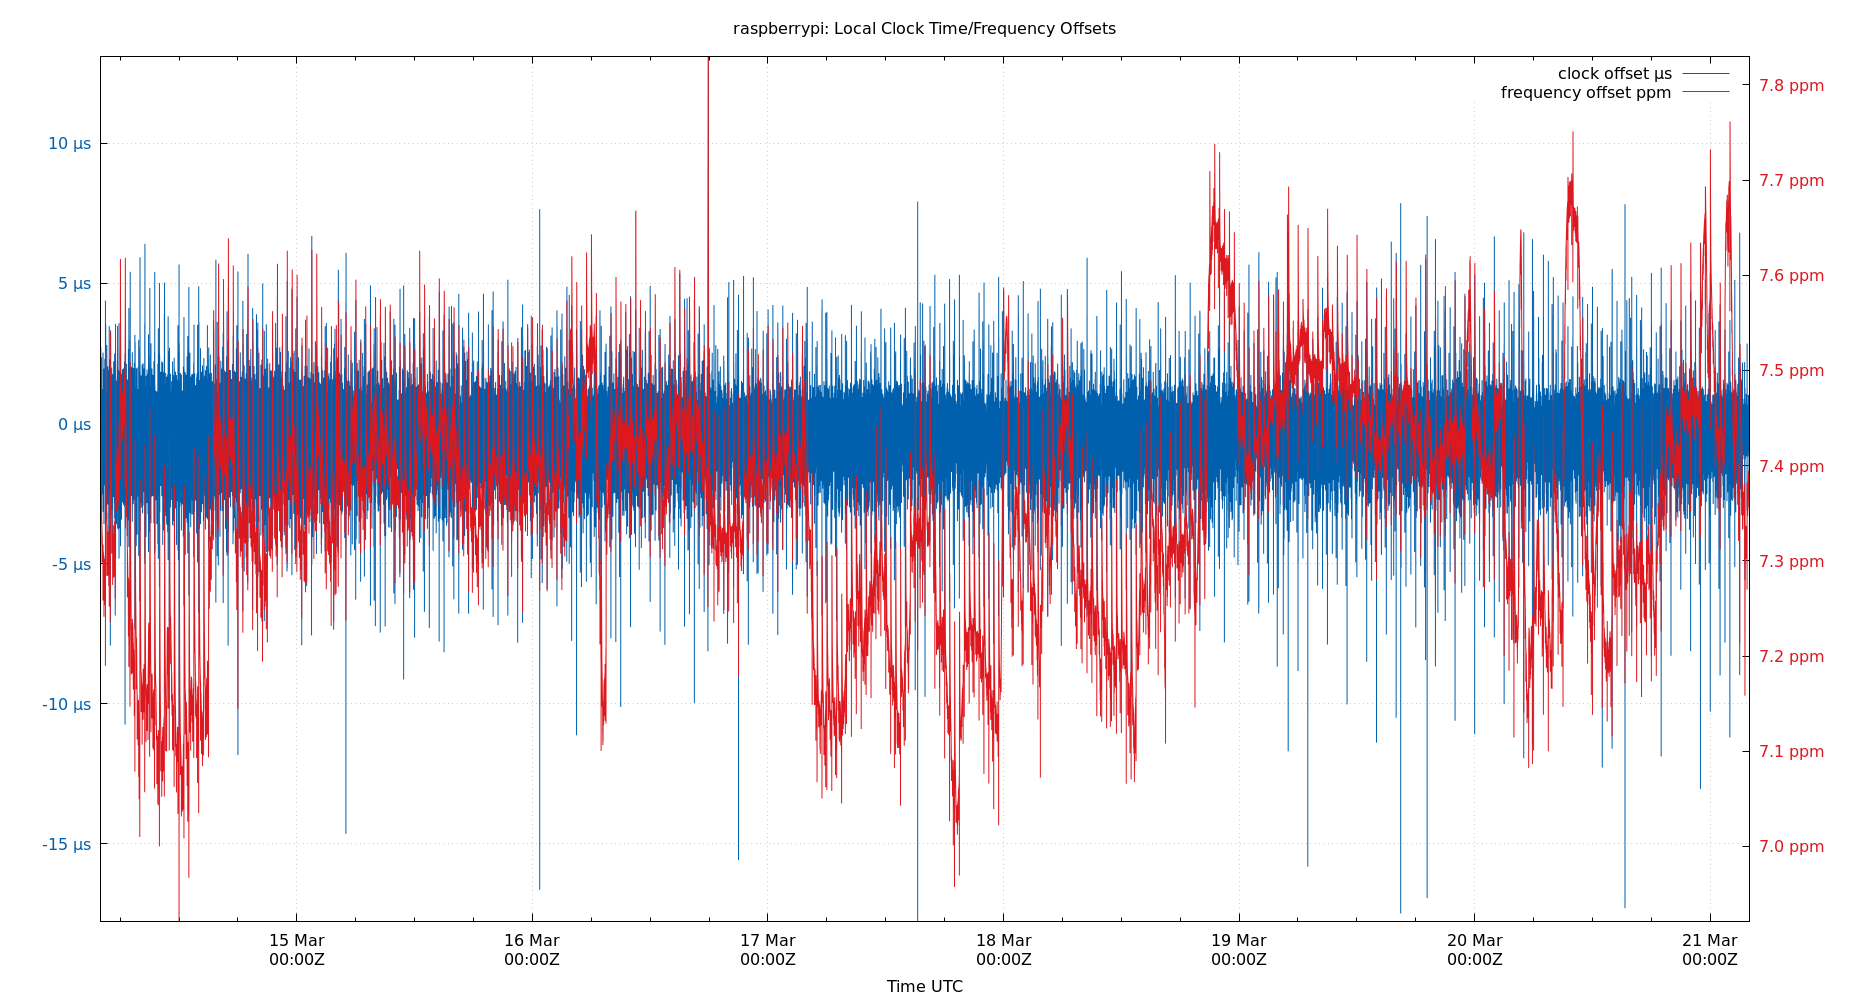 raspberrypi: Local Clock Time/Frequency Offsets
clock offset µs
frequency offset ppm
10 µs
5 µs
0 µs
-5 µs
-10 µs
-15 µs
7.8 ppm
7.7 ppm
7.6 ppm
7.5 ppm
7.4 ppm
7.3 ppm
7.2 ppm
7.1 ppm
7.0 ppm
15 Mar
00:00Z
16 Mar
00:00Z
17 Mar
00:00Z
18 Mar
00:00Z
19 Mar
00:00Z
20 Mar
00:00Z
21 Mar
00:00Z
Time UTC